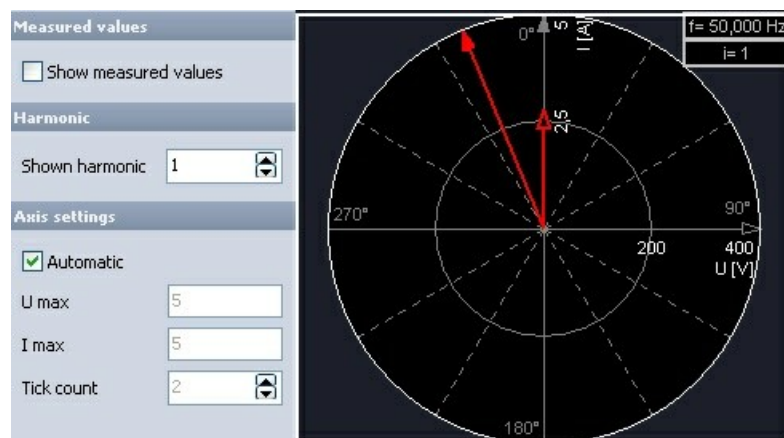 Measured values
Show measured values
Harmonic
Shown harmonic 1
Axis settings
Automatic
U max 5
I max 5
Tick count 2
0°
5
I [A]
f= 50,000 Hz
i= 1
2,5
270°
90°
200
400
U [V]
180°